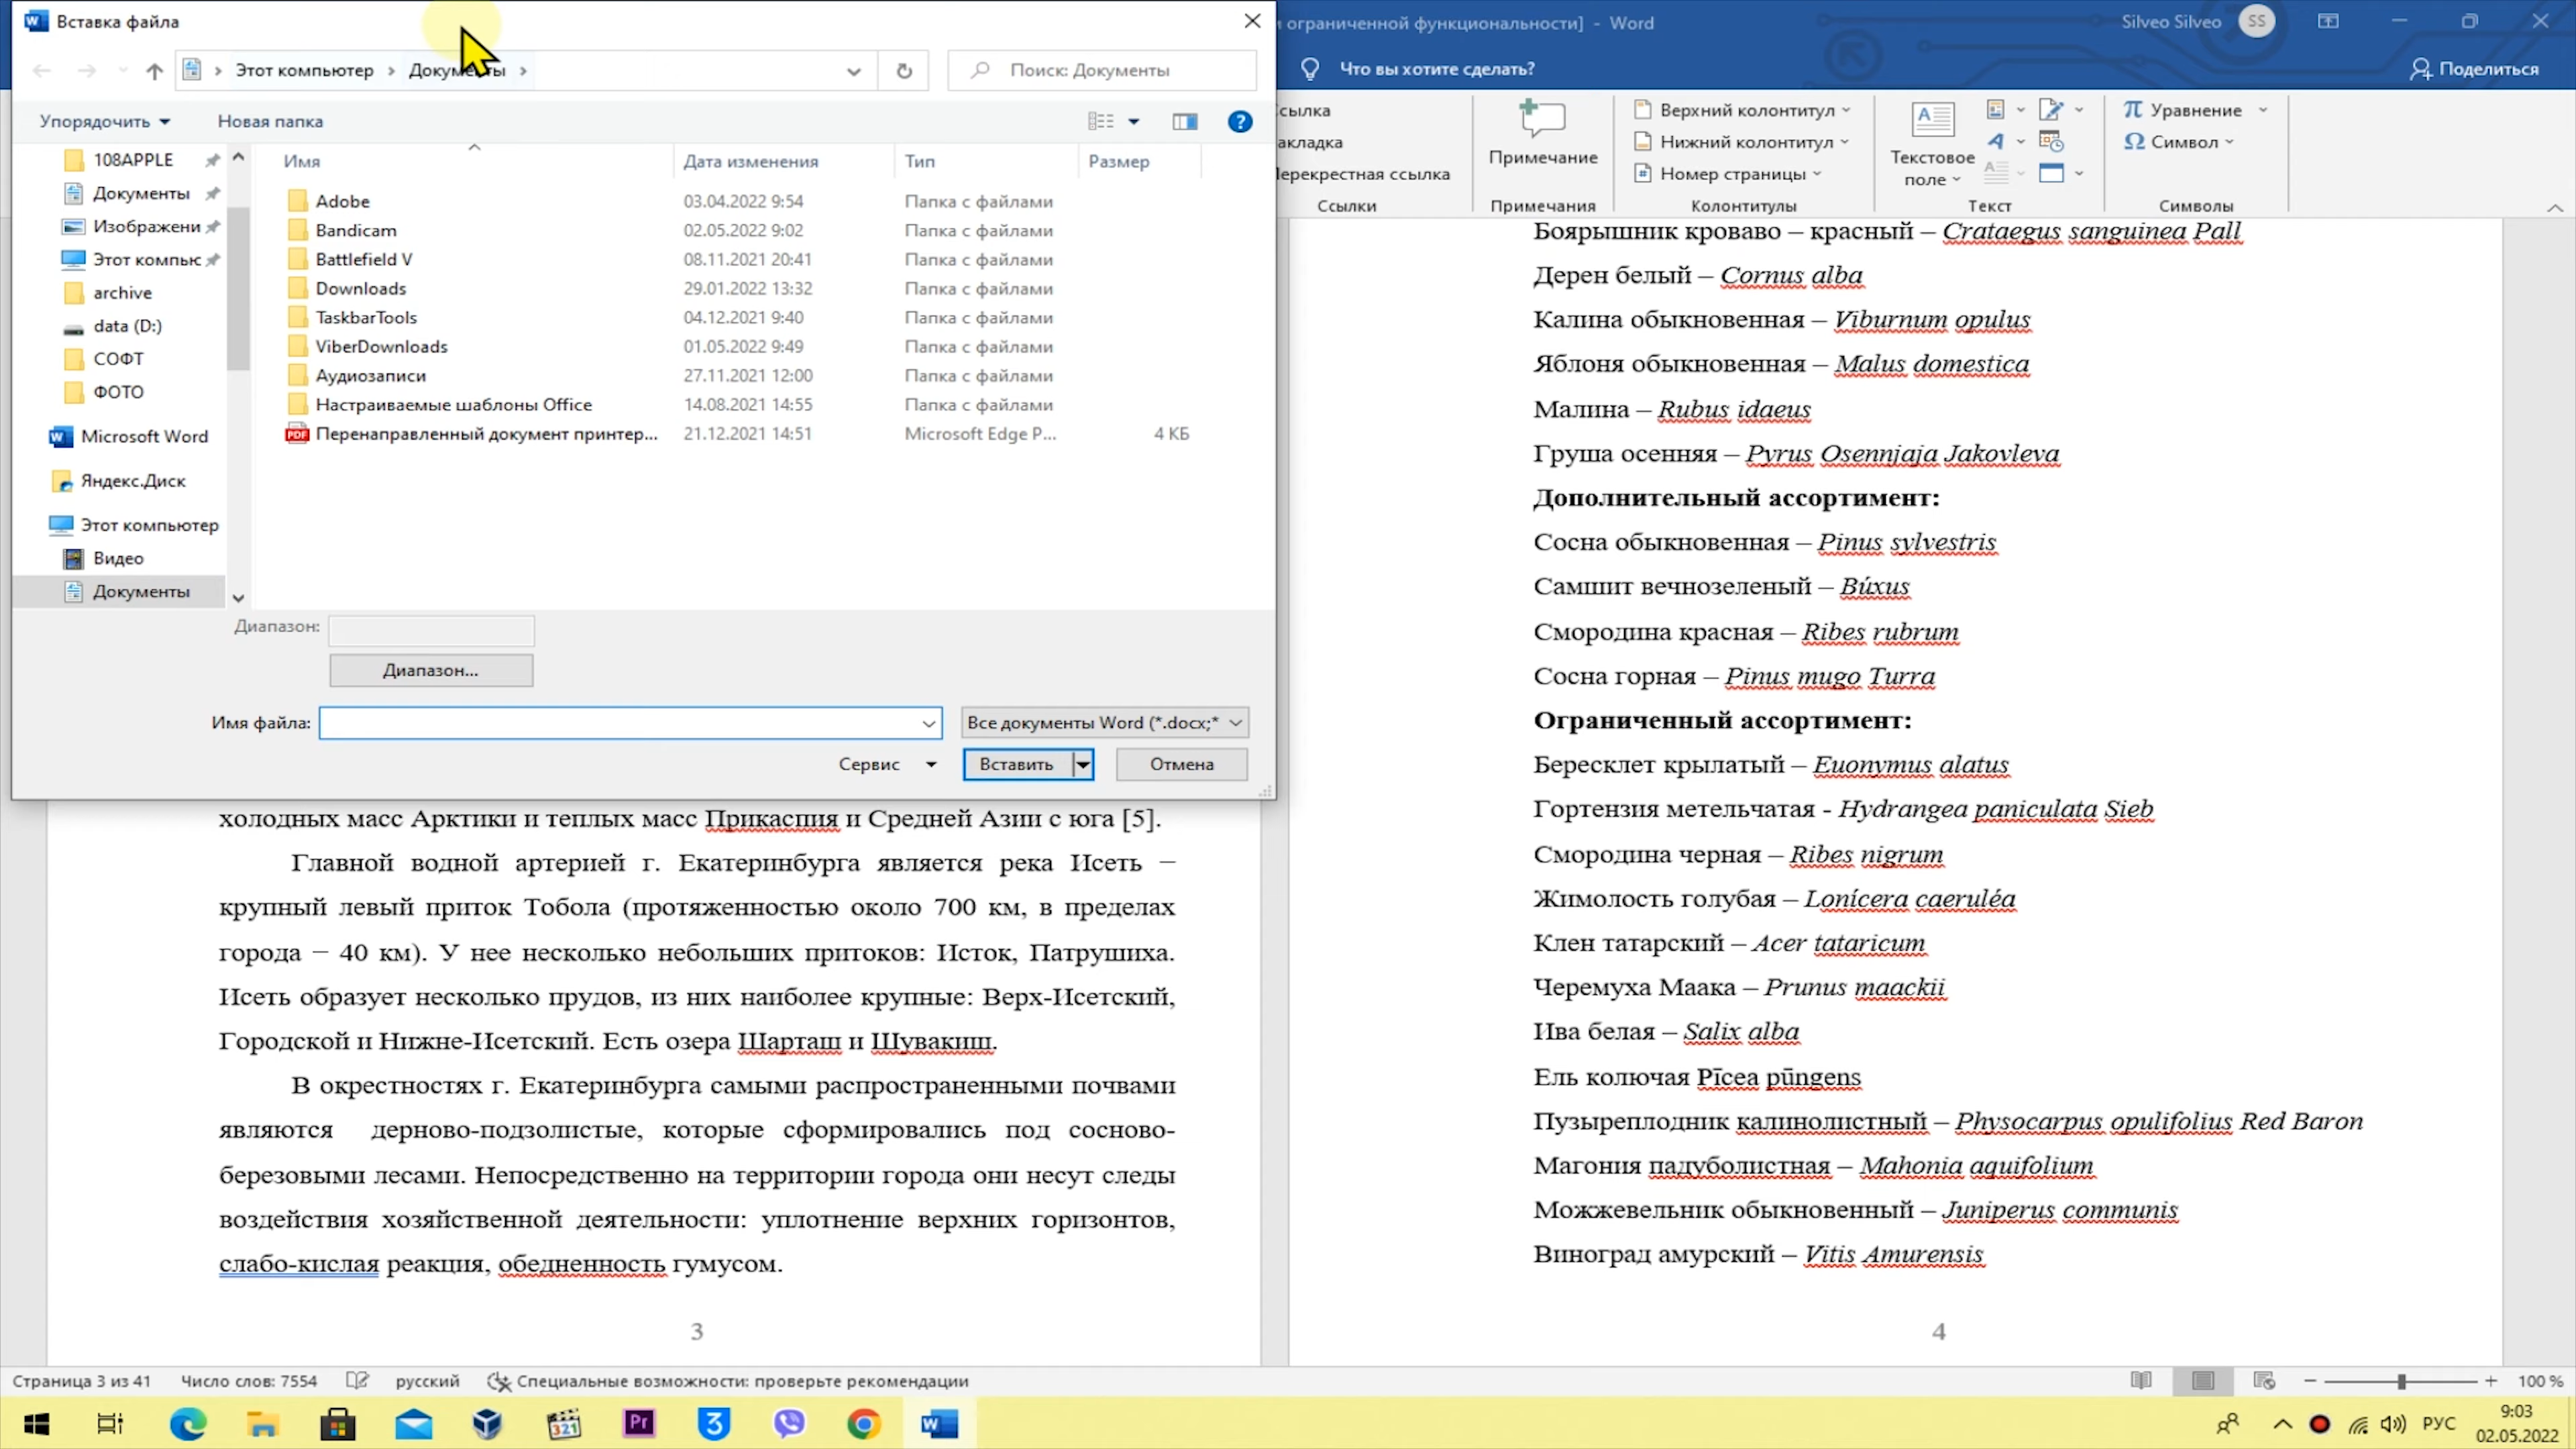 Вставка файла
Этот компьютер › Документы ›
Поиск: Документы
Упорядочить
Новая папка
108APPLE
Документы
Изображени
Этот компьюс
archive
data (D:)
СОФТ
ФОТО
Microsoft Word
Яндекс.Диск
Этот компьютер
Видео
Документы
Имя Дата изменения Тип Размер
Adobe 03.04.2022 9:54 Папка с файлами
Bandicam 02.05.2022 9:02 Папка с файлами
Battlefield V 08.11.2021 20:41 Папка с файлами
Downloads 29.01.2022 13:32 Папка с файлами
TaskbarTools 04.12.2021 9:40 Папка с файлами
ViberDownloads 01.05.2022 9:49 Папка с файлами
Аудиозаписи 27.11.2021 12:00 Папка с файлами
Настраиваемые шаблоны Office 14.08.2021 14:55 Папка с файлами
PDF Перенаправленный документ принтер... 21.12.2021 14:51 Microsoft Edge P... 4 КБ
Диапазон:
Диапазон...
Имя файла:
Все документы Word (*.docx;*
Сервис
Вставить
Отмена
ограниченной функциональности] - Word
Silveo Silveo SS
Что вы хотите сделать?
Поделиться
сылка
акладка
Перекрестная ссылка
Ссылки
Примечание
Примечания
Верхний колонтитул
Нижний колонтитул
Номер страницы
Колонтитулы
Текстовое
поле
Текст
π Уравнение
Ω Символ
Символы
холодных масс Арктики и теплых масс Прикаспия и Средней Азии с юга [5].
Главной водной артерией г. Екатеринбурга является река Исеть –
крупный левый приток Тобола (протяженностью около 700 км, в пределах
города – 40 км). У нее несколько небольших притоков: Исток, Патрушиха.
Исеть образует несколько прудов, из них наиболее крупные: Верх-Исетский,
Городской и Нижне-Исетский. Есть озера Шарташ и Шувакиш.
В окрестностях г. Екатеринбурга самыми распространенными почвами
являются дерново-подзолистые, которые сформировались под сосново-
березовыми лесами. Непосредственно на территории города они несут следы
воздействия хозяйственной деятельности: уплотнение верхних горизонтов,
слабо-кислая реакция, обедненность гумусом.
3
Боярышник кроваво – красный – Crataegus sanguinea Pall
Дерен белый – Cornus alba
Калина обыкновенная – Viburnum opulus
Яблоня обыкновенная – Malus domestica
Малина – Rubus idaeus
Груша осенняя – Pyrus Osennjaja Jakovleva
Дополнительный ассортимент:
Сосна обыкновенная – Pinus sylvestris
Самшит вечнозеленый – Búxus
Смородина красная – Ribes rubrum
Сосна горная – Pinus mugo Turra
Ограниченный ассортимент:
Бересклет крылатый – Euonymus alatus
Гортензия метельчатая - Hydrangea paniculata Sieb
Смородина черная – Ribes nigrum
Жимолость голубая – Lonícera caeruléa
Клен татарский – Acer tataricum
Черемуха Маака – Prunus maackii
Ива белая – Salix alba
Ель колючая Pīcea pūngens
Пузыреплодник калинолистный – Physocarpus opulifolius Red Baron
Магония падуболистная – Mahonia aquifolium
Можжевельник обыкновенный – Juniperus communis
Виноград амурский – Vitis Amurensis
4
Страница 3 из 41 Число слов: 7554 русский Специальные возможности: проверьте рекомендации 100 %
321 Pr 3 РУС
9:03
02.05.2022